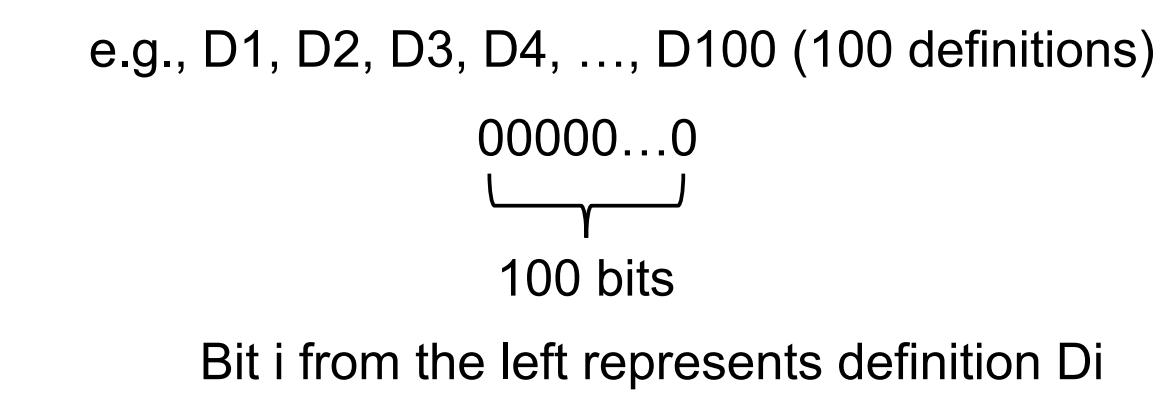 e.g., D1, D2, D3, D4, …, D100 (100 definitions)
00000…0
100 bits
Bit i from the left represents definition Di